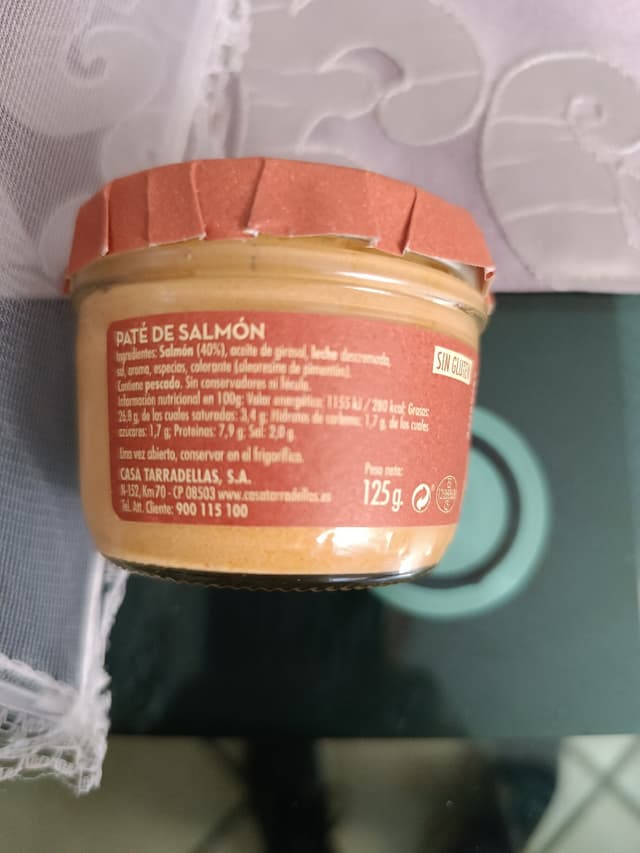 PATÉ DE SALMÓN
Ingredientes: Salmón (40%), aceite de girasol, leche desnatada,
sal, aroma, especias, colorante (oleorresina de pimentón).
Contiene pescado. Sin conservadores ni fécula.
Información nutricional en 100g: Valor energético: 1155 kJ / 280 kcal; Grasas:
26,8 g, de las cuales saturadas: 3,4 g; Hidratos de carbono: 1,7 g, de los cuales
azúcares: 1,7 g; Proteínas: 7,9 g; Sal: 2,0 g
Una vez abierto, conservar en el frigorífico.
CASA TARRADELLAS, S.A.
N-152, Km 70 - CP 08503 www.casatarradellas.es
Tel. Att. Cliente: 900 115 100
Peso neto:
125 g.
SIN GLUTEN